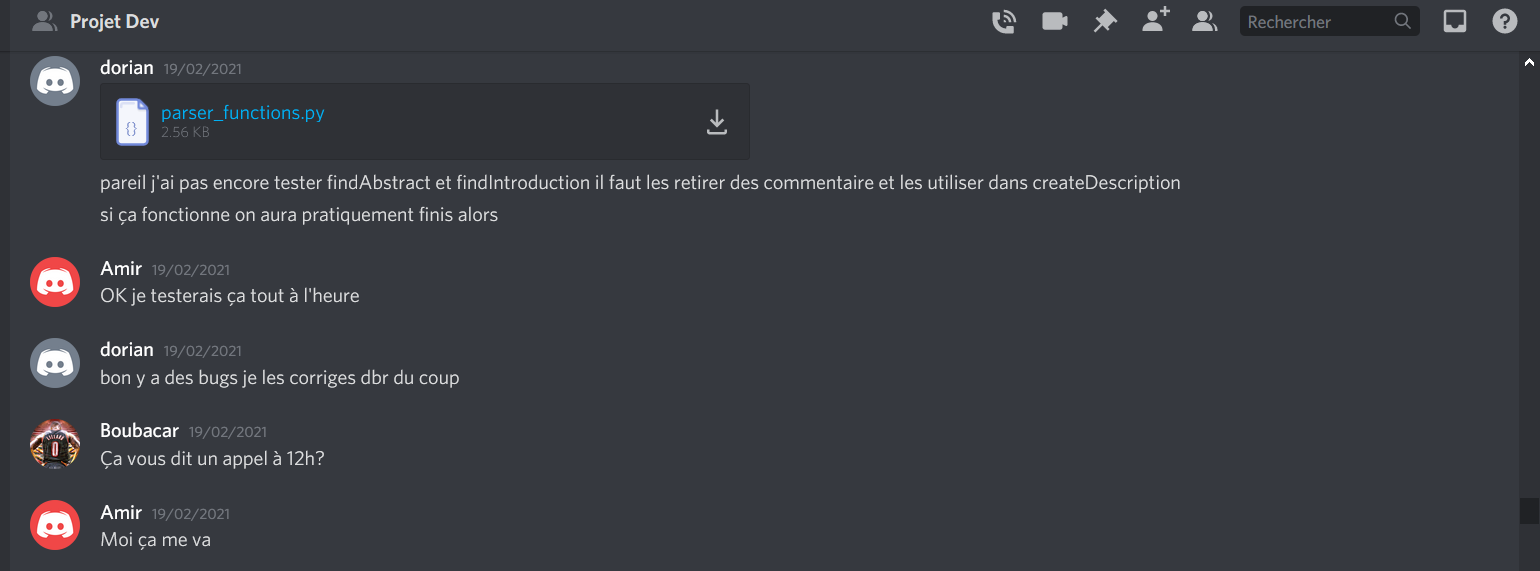 Projet Dev
Rechercher
dorian 19/02/2021
{}
parser_functions.py
2.56 KB
pareil j'ai pas encore tester findAbstract et findIntroduction il faut les retirer des commentaire et les utiliser dans createDescription
si ça fonctionne on aura pratiquement finis alors
Amir 19/02/2021
OK je testerais ça tout à l'heure
dorian 19/02/2021
bon y a des bugs je les corriges dbr du coup
Boubacar 19/02/2021
0
Ça vous dit un appel à 12h?
Amir 19/02/2021
Moi ça me va